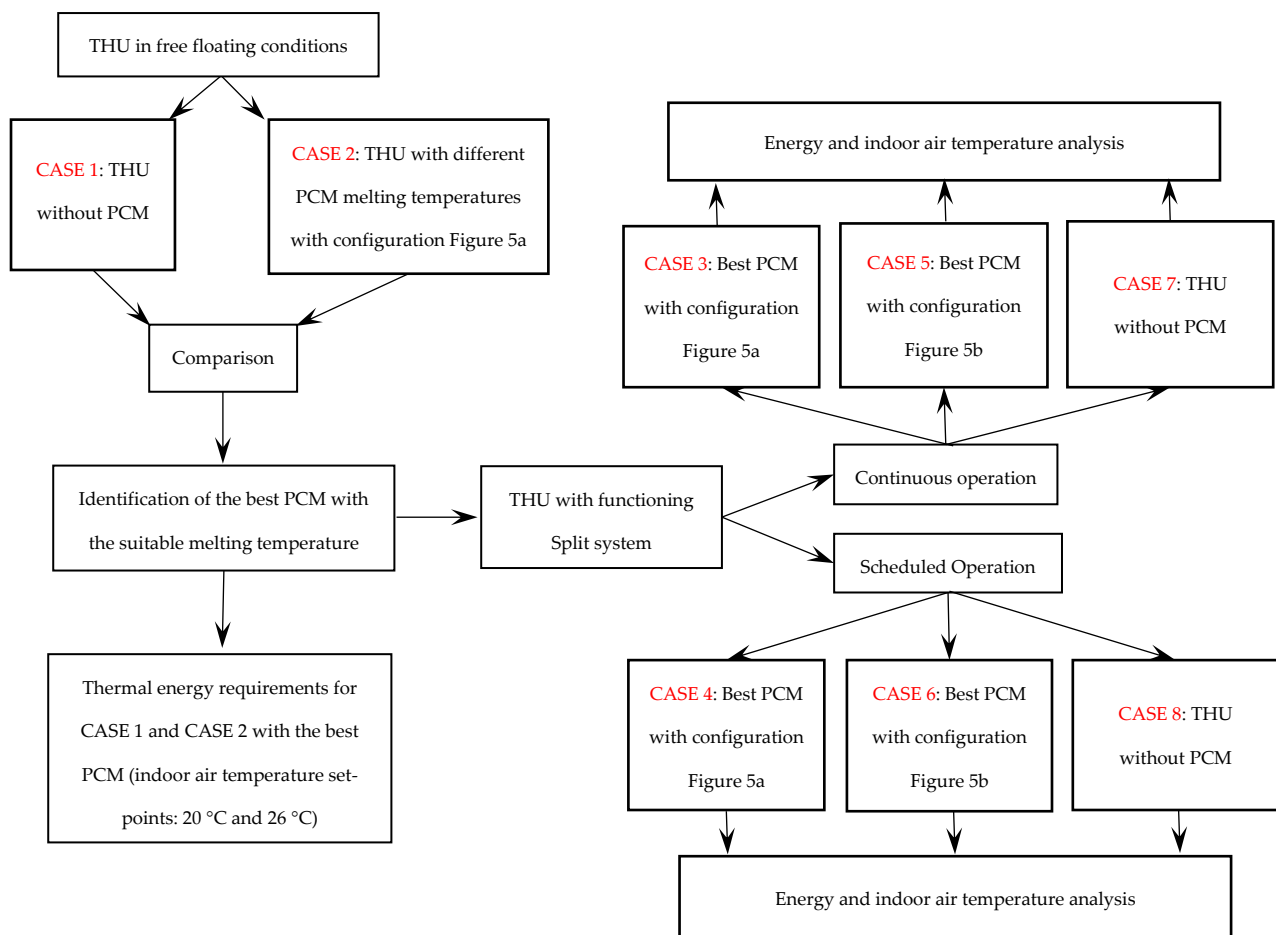 THU in free floating conditions
CASE 1: THU
without PCM
CASE 2: THU with different
PCM melting temperatures
with configuration Figure 5a
Comparison
Identification of the best PCM with
the suitable melting temperature
Thermal energy requirements for
CASE 1 and CASE 2 with the best
PCM (indoor air temperature set-
points: 20 °C and 26 °C)
THU with functioning
Split system
Energy and indoor air temperature analysis
CASE 3: Best PCM
with configuration
Figure 5a
CASE 5: Best PCM
with configuration
Figure 5b
CASE 7: THU
without PCM
Continuous operation
Scheduled Operation
CASE 4: Best PCM
with configuration
Figure 5a
CASE 6: Best PCM
with configuration
Figure 5b
CASE 8: THU
without PCM
Energy and indoor air temperature analysis